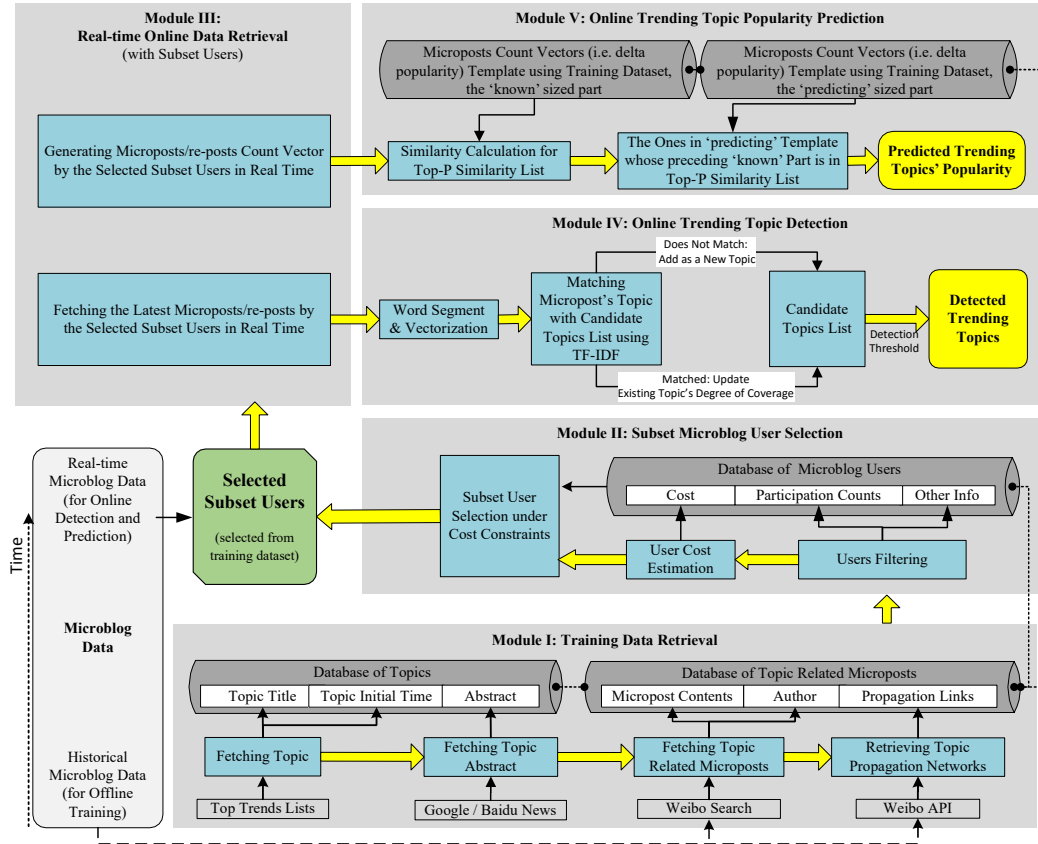 Module III:
Real-time Online Data Retrieval
(with Subset Users)
Generating Microposts/re-posts Count Vector
by the Selected Subset Users in Real Time
Fetching the Latest Microposts/re-posts by
the Selected Subset Users in Real Time
Module V: Online Trending Topic Popularity Prediction
Microposts Count Vectors (i.e. delta
popularity) Template using Training Dataset,
the ‘known’ sized part
Microposts Count Vectors (i.e. delta
popularity) Template using Training Dataset,
the ‘predicting’ sized part
Similarity Calculation for
Top-P Similarity List
The Ones in ‘predicting’ Template
whose preceding ‘known’ Part is in
Top-P Similarity List
Predicted Trending
Topics’ Popularity
Module IV: Online Trending Topic Detection
Does Not Match:
Add as a New Topic
Word Segment
& Vectorization
Matching
Micropost’s Topic
with Candidate
Topics List using
TF-IDF
Candidate
Topics List
Detection
Threshold
Detected
Trending
Topics
Matched: Update
Existing Topic’s Degree of Coverage
Module II: Subset Microblog User Selection
Database of Microblog Users
Cost
Participation Counts
Other Info
Subset User
Selection under
Cost Constraints
User Cost
Estimation
Users Filtering
Selected
Subset Users
(selected from
training dataset)
Time
Real-time
Microblog Data
(for Online
Detection and
Prediction)
Microblog
Data
Historical
Microblog Data
(for Offline
Training)
Module I: Training Data Retrieval
Database of Topics
Topic Title
Topic Initial Time
Abstract
Database of Topic Related Microposts
Micropost Contents
Author
Propagation Links
Fetching Topic
Fetching Topic
Abstract
Fetching Topic
Related Microposts
Retrieving Topic
Propagation Networks
Top Trends Lists
Google / Baidu News
Weibo Search
Weibo API